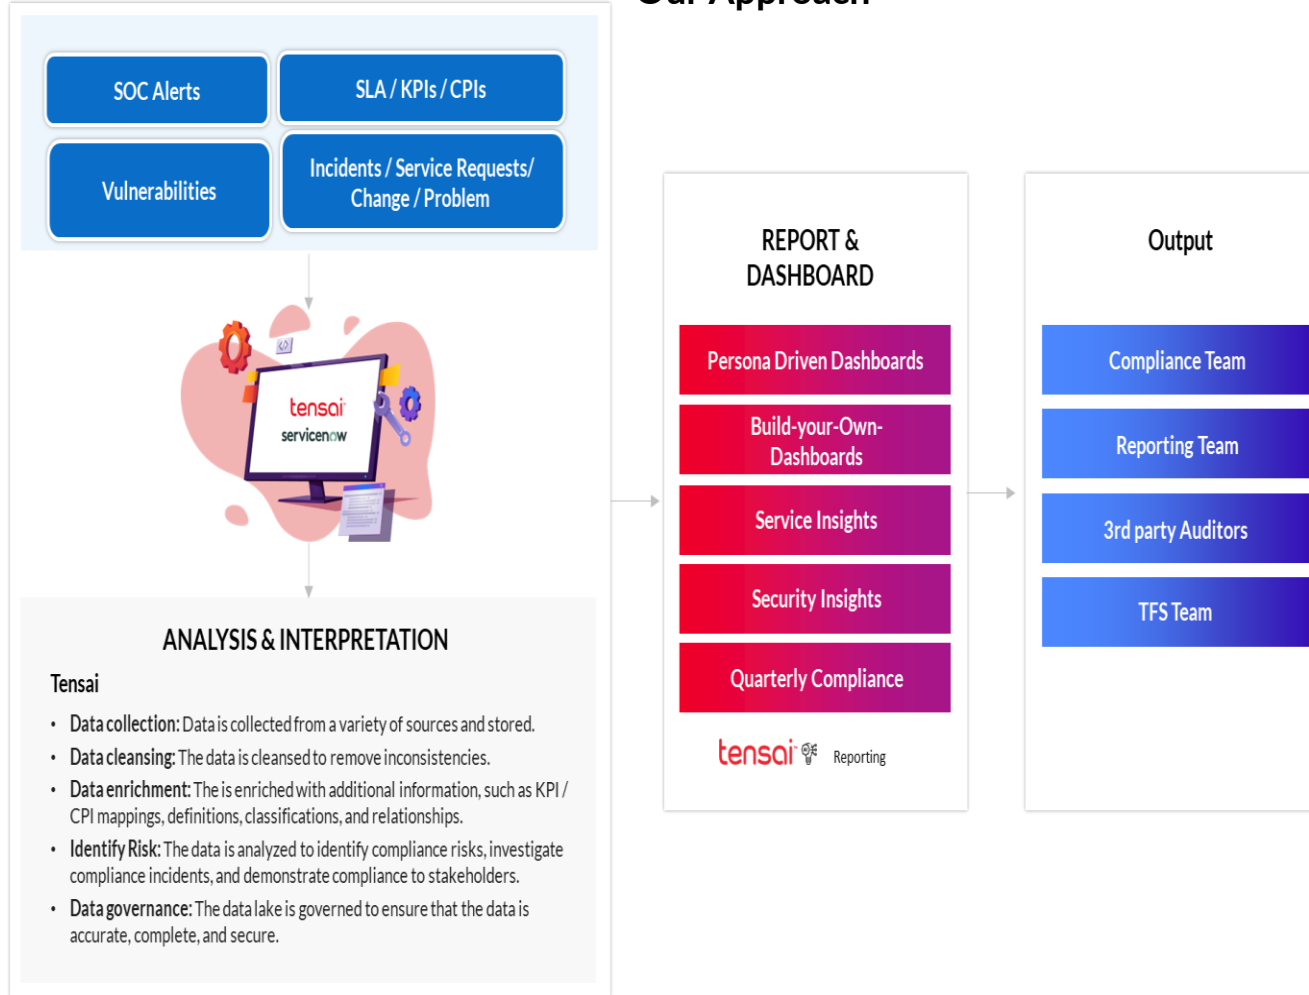 Our Approach
SOC Alerts
SLA / KPIs / CPIs
Vulnerabilities
Incidents / Service Requests/
Change / Problem
tensai
servicenow
ANALYSIS & INTERPRETATION
Tensai
• Data collection: Data is collected from a variety of sources and stored.
• Data cleansing: The data is cleansed to remove inconsistencies.
• Data enrichment: The is enriched with additional information, such as KPI /
CPI mappings, definitions, classifications, and relationships.
• Identify Risk: The data is analyzed to identify compliance risks, investigate
compliance incidents, and demonstrate compliance to stakeholders.
• Data governance: The data lake is governed to ensure that the data is
accurate, complete, and secure.
REPORT &
DASHBOARD
Persona Driven Dashboards
Build-your-Own-
Dashboards
Service Insights
Security Insights
Quarterly Compliance
tensai Reporting
Output
Compliance Team
Reporting Team
3rd party Auditors
TFS Team